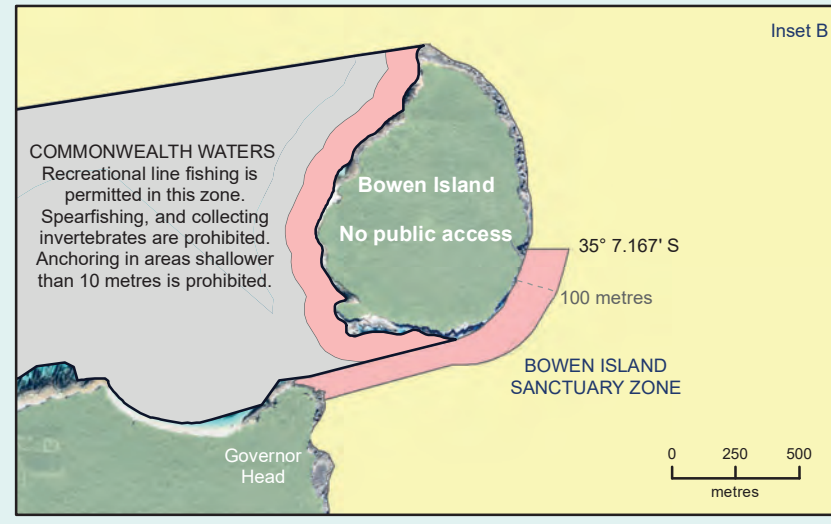 Inset B
COMMONWEALTH WATERS
Recreational line fishing is
permitted in this zone.
Spearfishing, and collecting
invertebrates are prohibited.
Anchoring in areas shallower
than 10 metres is prohibited.
Bowen Island
No public access
35° 7.167' S
100 metres
BOWEN ISLAND
SANCTUARY ZONE
Governor
Head
0 250 500
metres